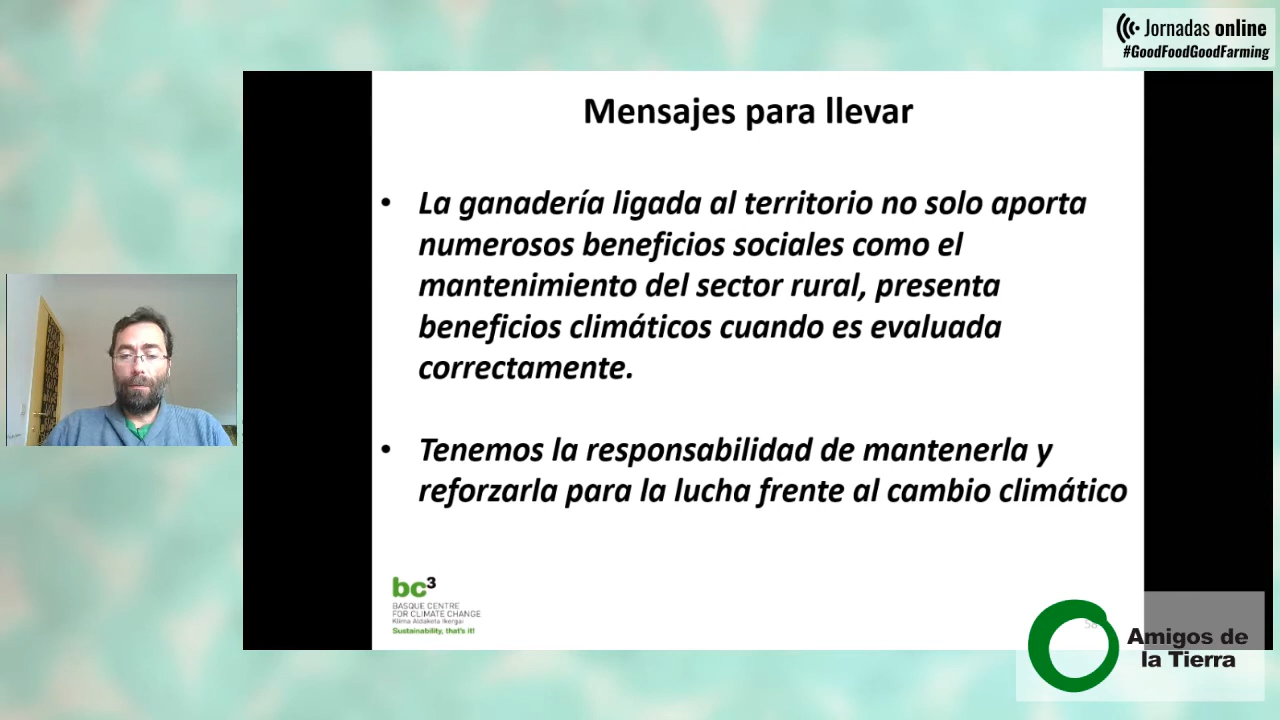 Jornadas online
#GoodFoodGoodFarming
Mensajes para llevar
• La ganadería ligada al territorio no solo aporta
numerosos beneficios sociales como el
mantenimiento del sector rural, presenta
beneficios climáticos cuando es evaluada
correctamente.
• Tenemos la responsabilidad de mantenerla y
reforzarla para la lucha frente al cambio climático
bc3
BASQUE CENTRE
FOR CLIMATE CHANGE
Klima Aldaketa Ikergai
Sustainability, that's it!
Amigos de
la Tierra